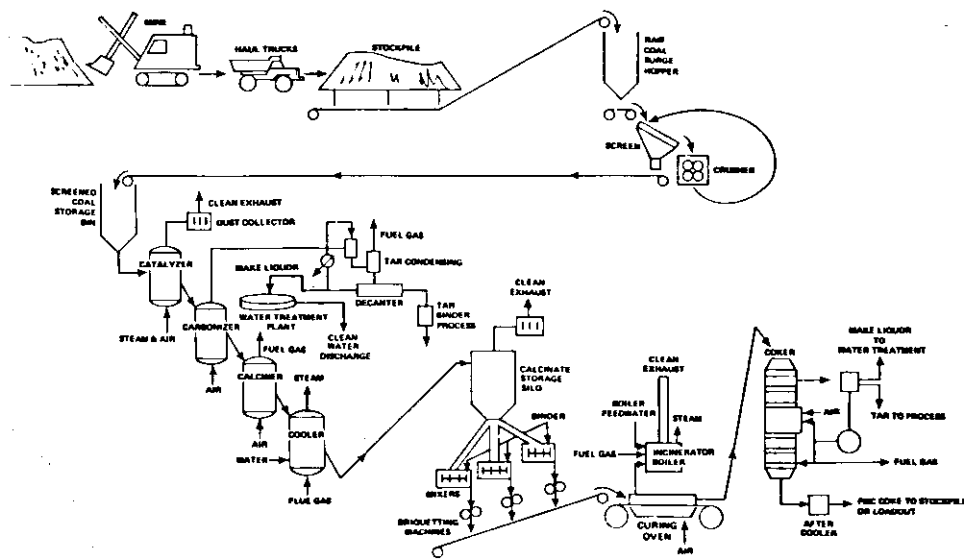 MINE
HAUL TRUCKS
STOCKPILE
RAW
COAL
SURGE
HOPPER
SCREEN
CRUSHER
SCREENED
COAL
STORAGE
BIN
CLEAN EXHAUST
DUST COLLECTOR
CATALYZER
STEAM & AIR
CARBONIZER
AIR
FUEL GAS
TAR CONDENSING
MAKE LIQUOR
DECANTER
WATER TREATMENT
PLANT
CLEAN
WATER
DISCHARGE
TAR
BINDER
PROCESS
FUEL GAS
CALCINER
AIR
STEAM
COOLER
WATER
FLUE GAS
CLEAN
EXHAUST
CALCINATE
STORAGE
SILO
BINDER
MIXERS
BRIQUETTING
MACHINES
CLEAN
EXHAUST
BOILER
FEEDWATER
STEAM
FUEL GAS
INCINERATOR
BOILER
CURING
OVEN
AIR
COKER
MAKE LIQUOR
TO
WATER TREATMENT
AIR
TAR TO PROCESS
FUEL GAS
AFTER
COOLER
FMC COKE TO STOCKPILE
OR LOADOUT